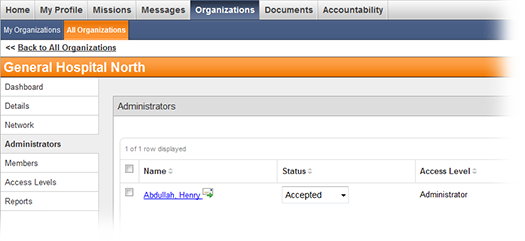 Home My Profile Missions Messages Organizations Documents Accountability
My Organizations All Organizations
<< Back to All Organizations
General Hospital North
Dashboard
Details
Network
Administrators
Members
Access Levels
Reports
Administrators
1 of 1 row displayed
Name Status Access Level
Abdullah, Henry Accepted Administrator